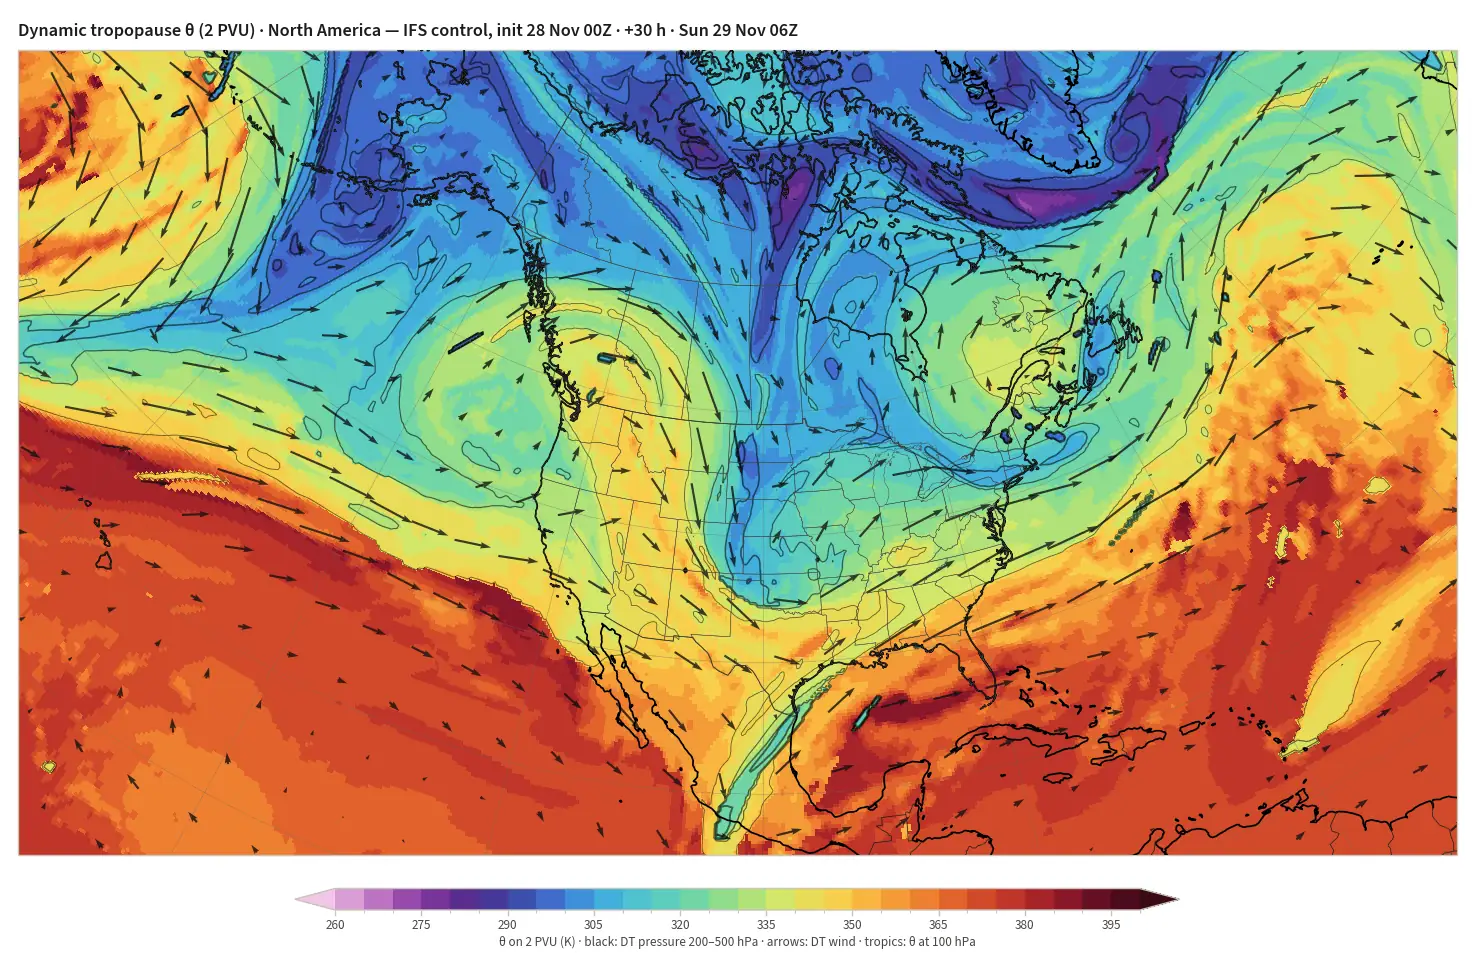 Dynamic tropopause θ (2 PVU) · North America — IFS control, init 28 Nov 00Z · +30 h · Sun 29 Nov 06Z
260 275 290 305 320 335 350 365 380 395
θ on 2 PVU (K) · black: DT pressure 200–500 hPa · arrows: DT wind · tropics: θ at 100 hPa